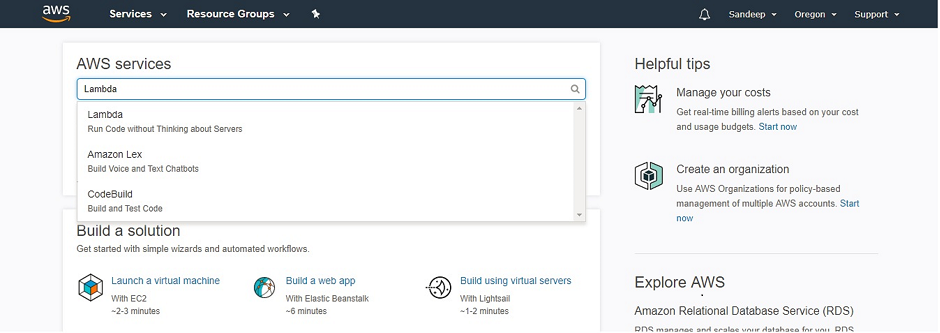 aws Services Resource Groups Sandeep Oregon Support
AWS services
Lambda
Lambda
Run Code without Thinking about Servers
Amazon Lex
Build Voice and Text Chatbots
CodeBuild
Build and Test Code
Build a solution
Get started with simple wizards and automated workflows.
Launch a virtual machine
With EC2
~2-3 minutes
Build a web app
With Elastic Beanstalk
~6 minutes
Build using virtual servers
With Lightsail
~1-2 minutes
Helpful tips
Manage your costs
Get real-time billing alerts based on your cost
and usage budgets. Start now
Create an organization
Use AWS Organizations for policy-based
management of multiple AWS accounts. Start
now
Explore AWS
Amazon Relational Database Service (RDS)
RDS manages and scales your database for you. RDS